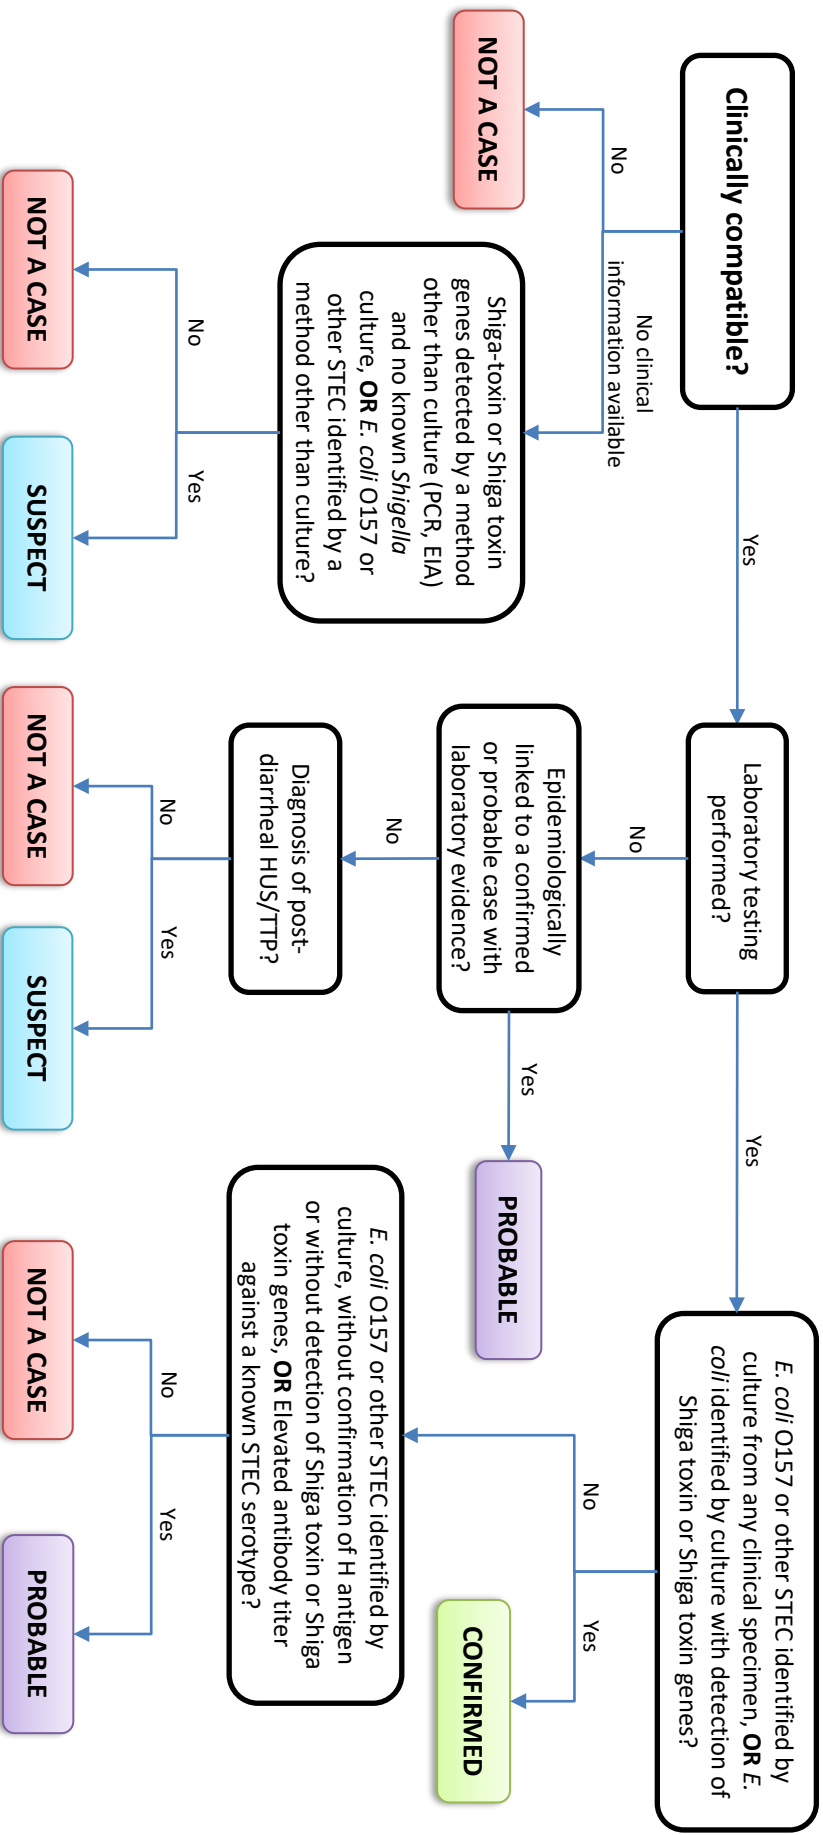 Clinically compatible?
Yes
Laboratory testing
performed?
Yes
E. coli O157 or other STEC identified by
culture from any clinical specimen, OR E.
coli identified by culture with detection of
Shiga toxin or Shiga toxin genes?
No
No clinical
information available
NOT A CASE
Shiga-toxin or Shiga toxin
genes detected by a method
other than culture (PCR, EIA)
and no known Shigella
culture, OR E. coli O157 or
other STEC identified by a
method other than culture?
No
Yes
NOT A CASE
SUSPECT
No
Epidemiologically
linked to a confirmed
or probable case with
laboratory evidence?
Yes
PROBABLE
No
Diagnosis of post-
diarrheal HUS/TTP?
No
Yes
NOT A CASE
SUSPECT
No
Yes
CONFIRMED
E. coli O157 or other STEC identified by
culture, without confirmation of H antigen
or without detection of Shiga toxin or Shiga
toxin genes, OR Elevated antibody titer
against a known STEC serotype?
No
Yes
NOT A CASE
PROBABLE